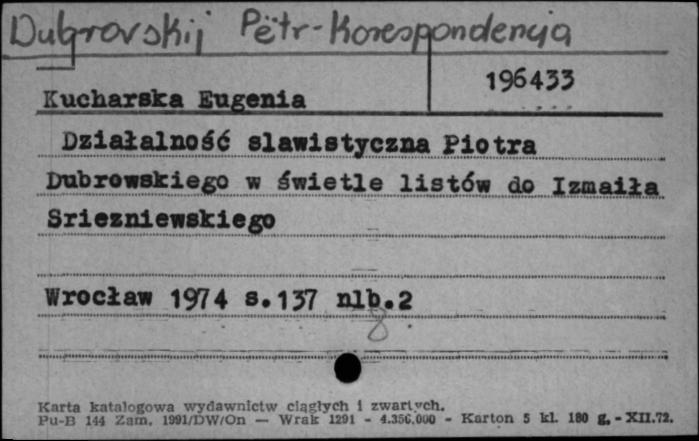 Dubrovskij Pëtr - Korespondencja
196433
Kucharska Eugenia
Działalność slawistyczna Piotra
Dubrowskiego w świetle listów do Izmaiła
Sriezniewskiego
Wrocław 1974 s.137 nlb.2
8
Karta katalogowa wydawnictw ciągłych i zwartych.
Pu-B 144 Zam. 1991/DW/On — Wrak 1291 - 4.356.000 - Karton 5 kl. 180 g. - XII.72.